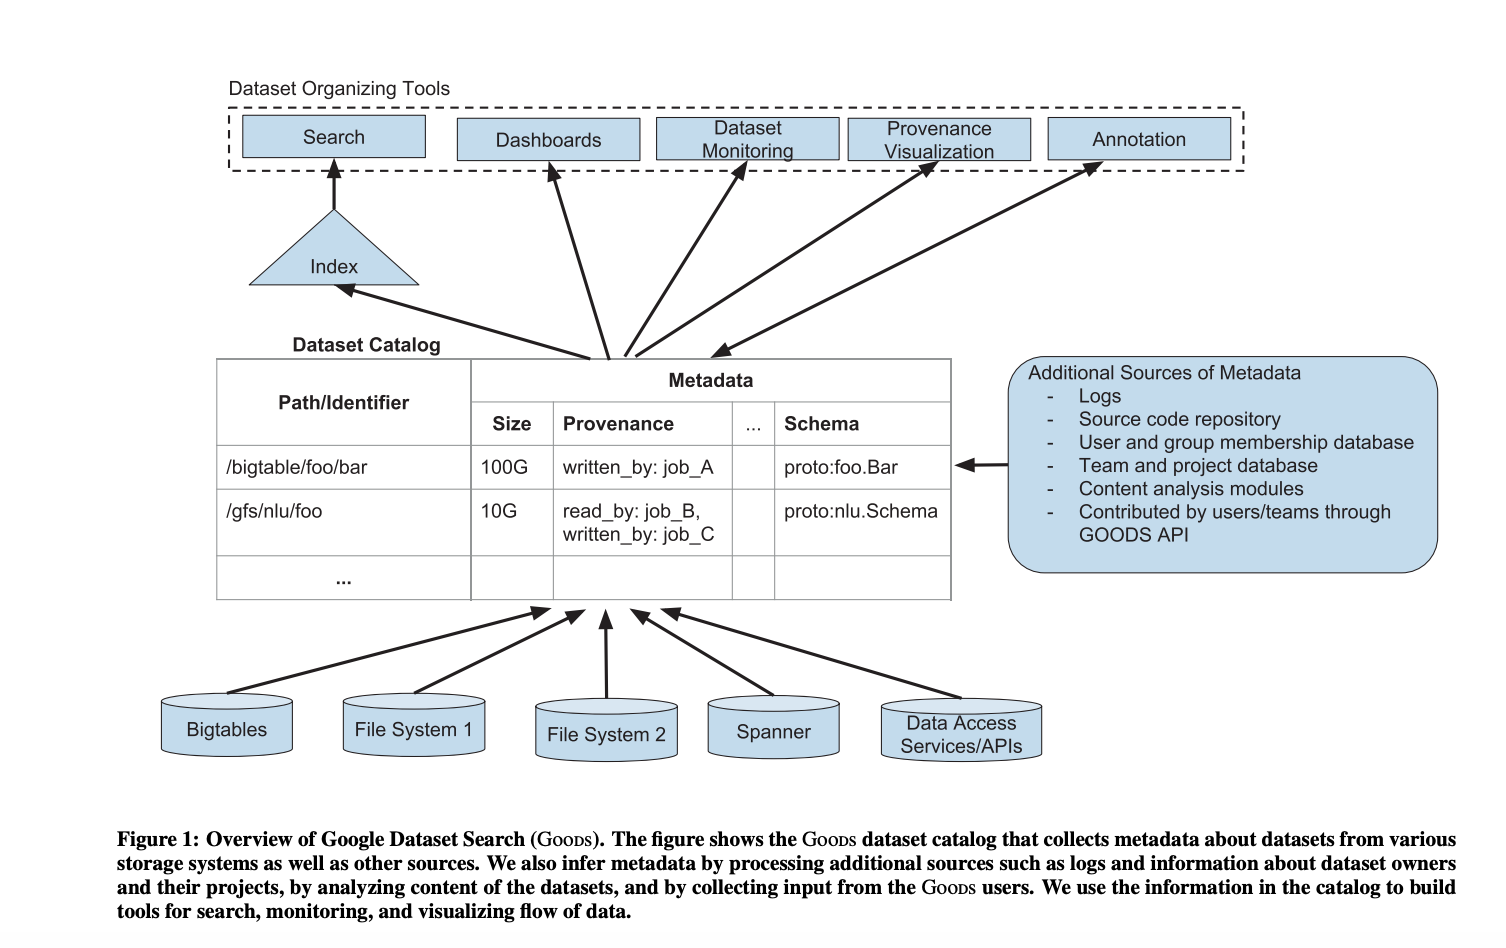 Dataset Organizing Tools
Search
Dashboards
Dataset
Monitoring
Provenance
Visualization
Annotation
Index
Dataset Catalog
Path/Identifier
Metadata
Size
Provenance
...
Schema
/bigtable/foo/bar
100G
written_by: job_A
proto:foo.Bar
/gfs/nlu/foo
10G
read_by: job_B,
written_by: job_C
proto:nlu.Schema
...
Additional Sources of Metadata
- Logs
- Source code repository
- User and group membership database
- Team and project database
- Content analysis modules
- Contributed by users/teams through
GOODS API
Bigtables
File System 1
File System 2
Spanner
Data Access
Services/APIs
Figure 1: Overview of Google Dataset Search (GOODS). The figure shows the GOODS dataset catalog that collects metadata about datasets from various
storage systems as well as other sources. We also infer metadata by processing additional sources such as logs and information about dataset owners
and their projects, by analyzing content of the datasets, and by collecting input from the GOODS users. We use the information in the catalog to build
tools for search, monitoring, and visualizing flow of data.